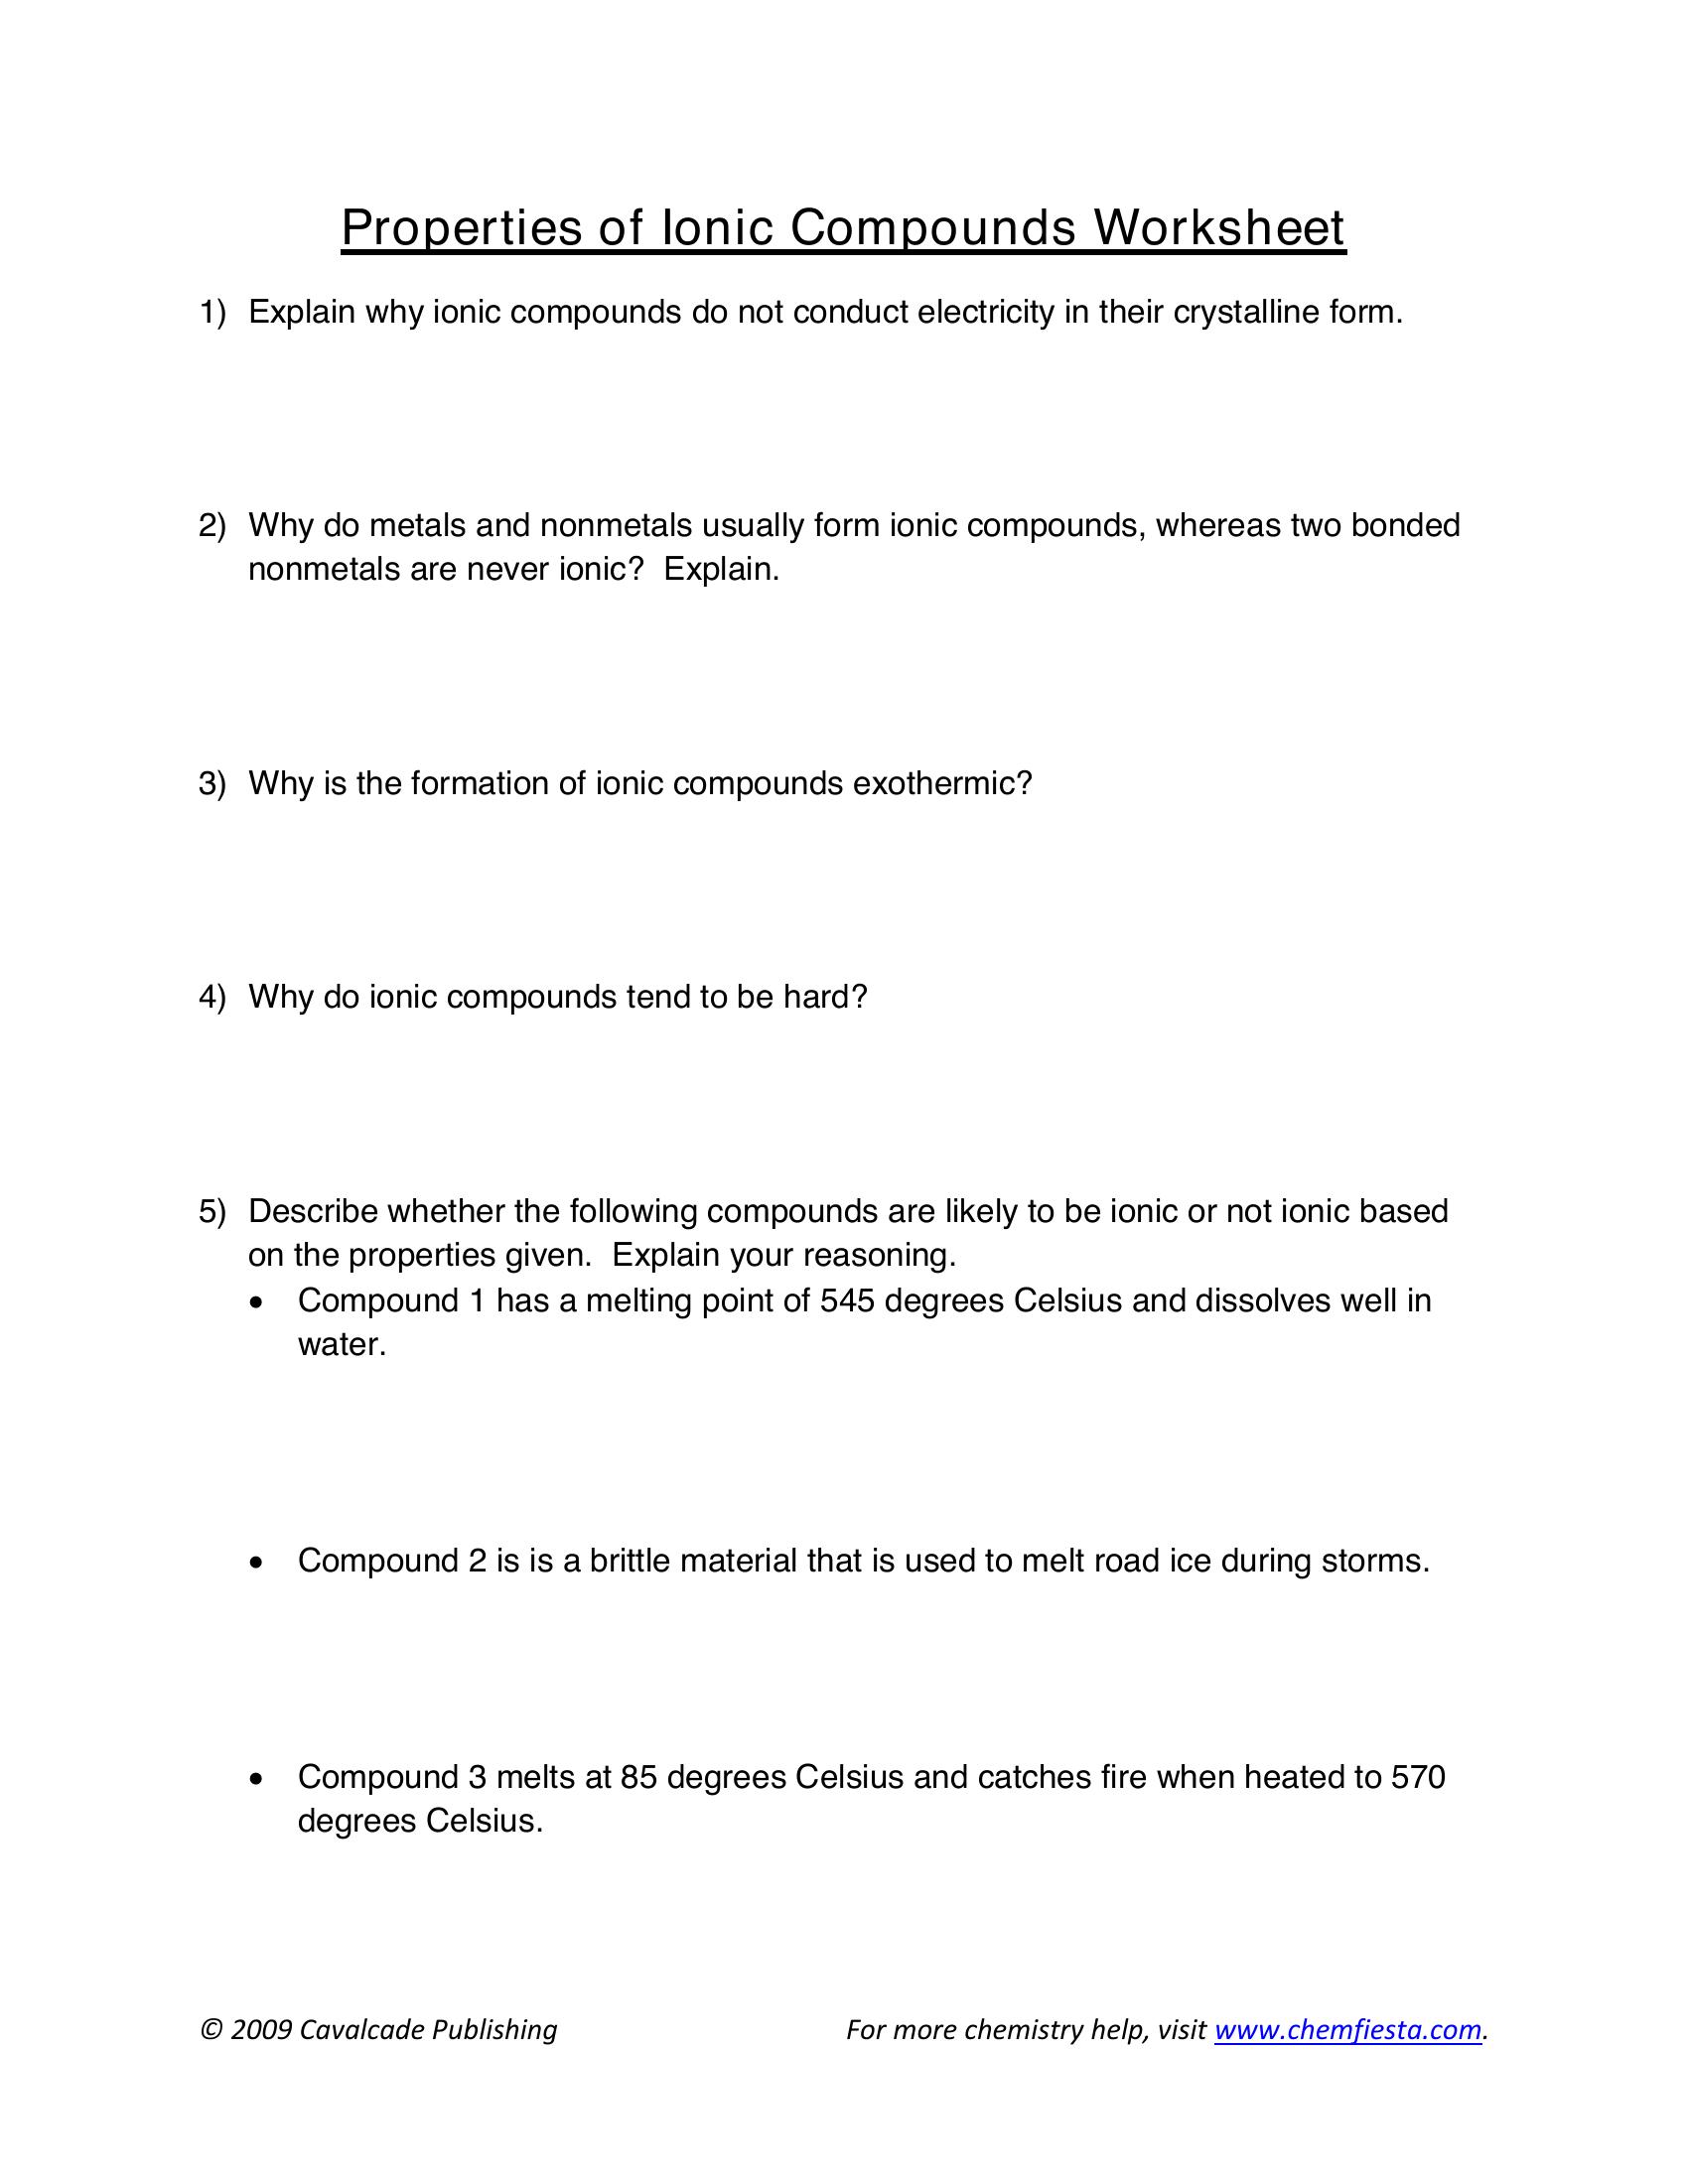 Properties of Ionic Compounds Worksheet
1) Explain why ionic compounds do not conduct electricity in their crystalline form.
2) Why do metals and nonmetals usually form ionic compounds, whereas two bonded
nonmetals are never ionic?  Explain.
3) Why is the formation of ionic compounds exothermic?
4) Why do ionic compounds tend to be hard?
5) Describe whether the following compounds are likely to be ionic or not ionic based
on the properties given.  Explain your reasoning.
• Compound 1 has a melting point of 545 degrees Celsius and dissolves well in
water.
• Compound 2 is is a brittle material that is used to melt road ice during storms.
• Compound 3 melts at 85 degrees Celsius and catches fire when heated to 570
degrees Celsius.
© 2009 Cavalcade Publishing For more chemistry help, visit www.chemfiesta.com.